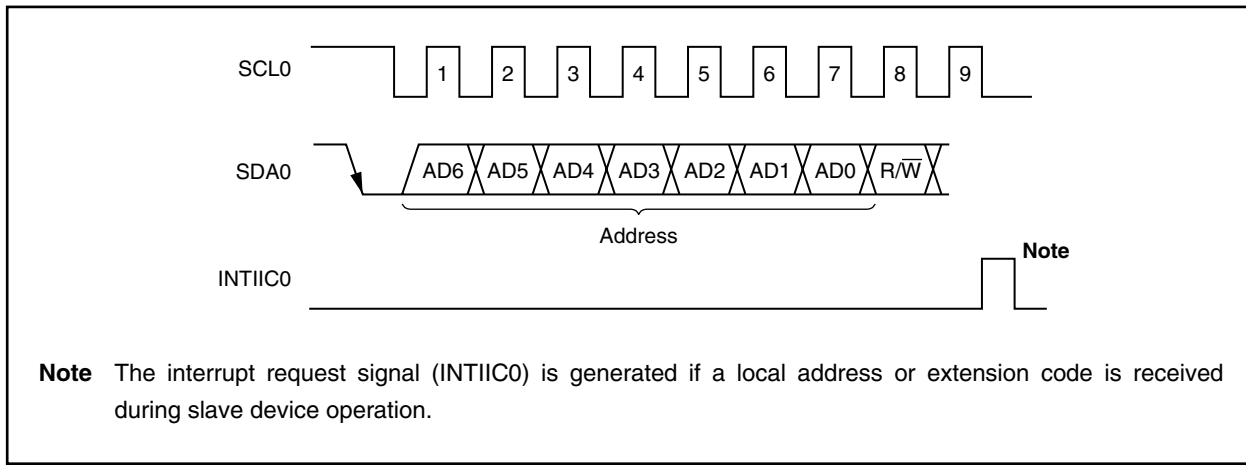 SCL0
1 2 3 4 5 6 7 8 9
SDA0
AD6 AD5 AD4 AD3 AD2 AD1 AD0 R/W̅
Address
INTIIC0
Note
Note The interrupt request signal (INTIIC0) is generated if a local address or extension code is received
during slave device operation.